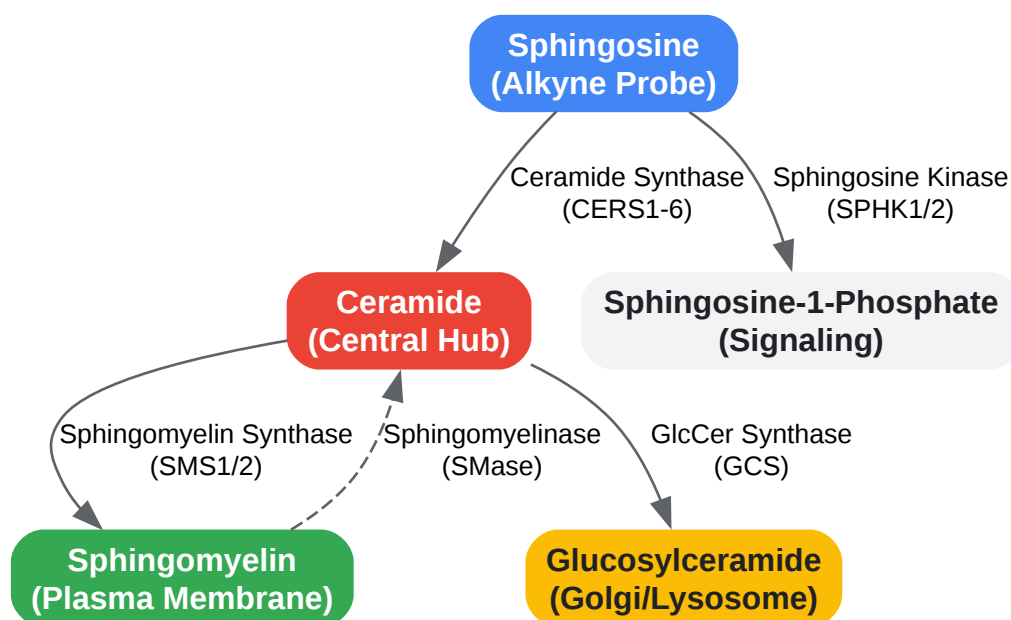 Sphingosine
(Alkyne Probe)
Ceramide Synthase
(CERS1-6)
Sphingosine Kinase
(SPHK1/2)
Ceramide
(Central Hub)
Sphingosine-1-Phosphate
(Signaling)
Sphingomyelin Synthase
(SMS1/2)
Sphingomyelinase
(SMase)
GlcCer Synthase
(GCS)
Sphingomyelin
(Plasma Membrane)
Glucosylceramide
(Golgi/Lysosome)